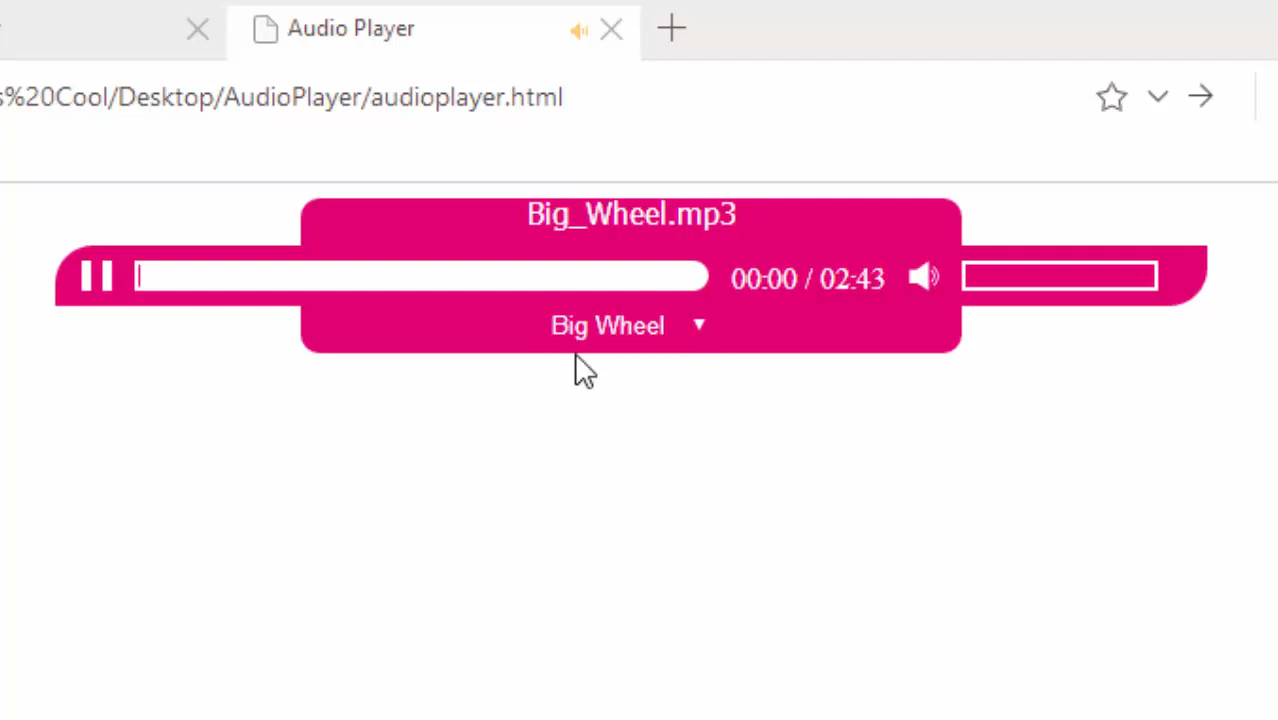 Audio Player
%20Cool/Desktop/AudioPlayer/audioplayer.html
Big_Wheel.mp3
00:00 / 02:43
Big Wheel